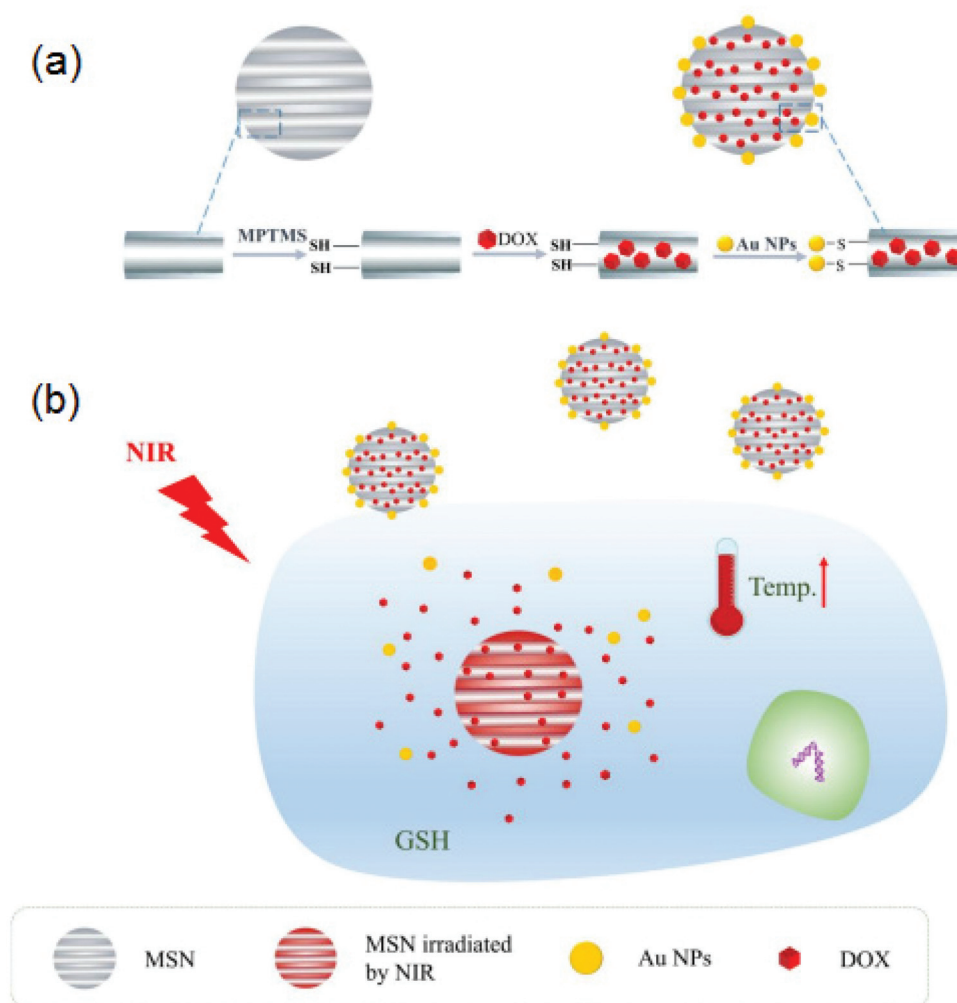 (a)
MPTMS
DOX
Au NPs
SH
SH
SH
SH
S
S
(b)
NIR
Temp.
GSH
MSN
MSN irradiated
by NIR
Au NPs
DOX